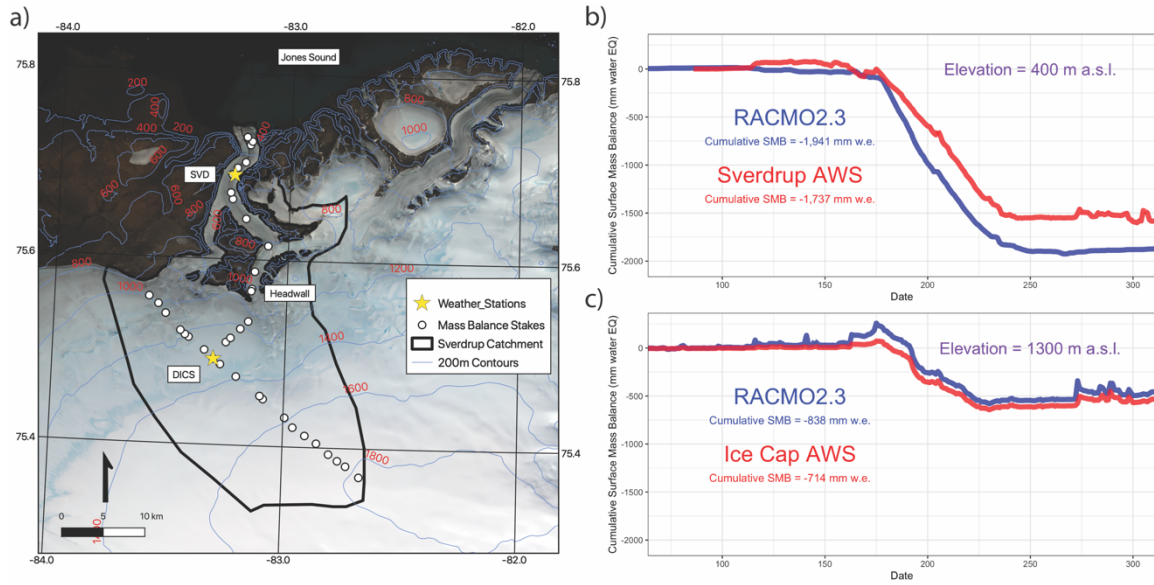 a)
-84.0
-83.0
-82.0
75.8
75.8
Jones Sound
200
400
400
200
600
600
600
400
800
1000
SVD
800
600
800
800
75.6
75.6
800
1000
1000
1200
Headwall
1400
DICS
1600
1800
75.4
75.4
Weather_Stations
Mass Balance Stakes
Sverdrup Catchment
200m Contours
0 5 10 km
-84.0
-83.0
-82.0
b)
Cumulative Surface Mass Balance (mm water EQ)
0
-500
-1000
-1500
-2000
Elevation = 400 m a.s.l.
RACMO2.3
Cumulative SMB = -1,941 mm w.e.
Sverdrup AWS
Cumulative SMB = -1,737 mm w.e.
100 150 200 250 300
Date
c)
Cumulative Surface Mass Balance (mm water EQ)
0
-500
-1000
-1500
-2000
Elevation = 1300 m a.s.l.
RACMO2.3
Cumulative SMB = -838 mm w.e.
Ice Cap AWS
Cumulative SMB = -714 mm w.e.
100 150 200 250 300
Date